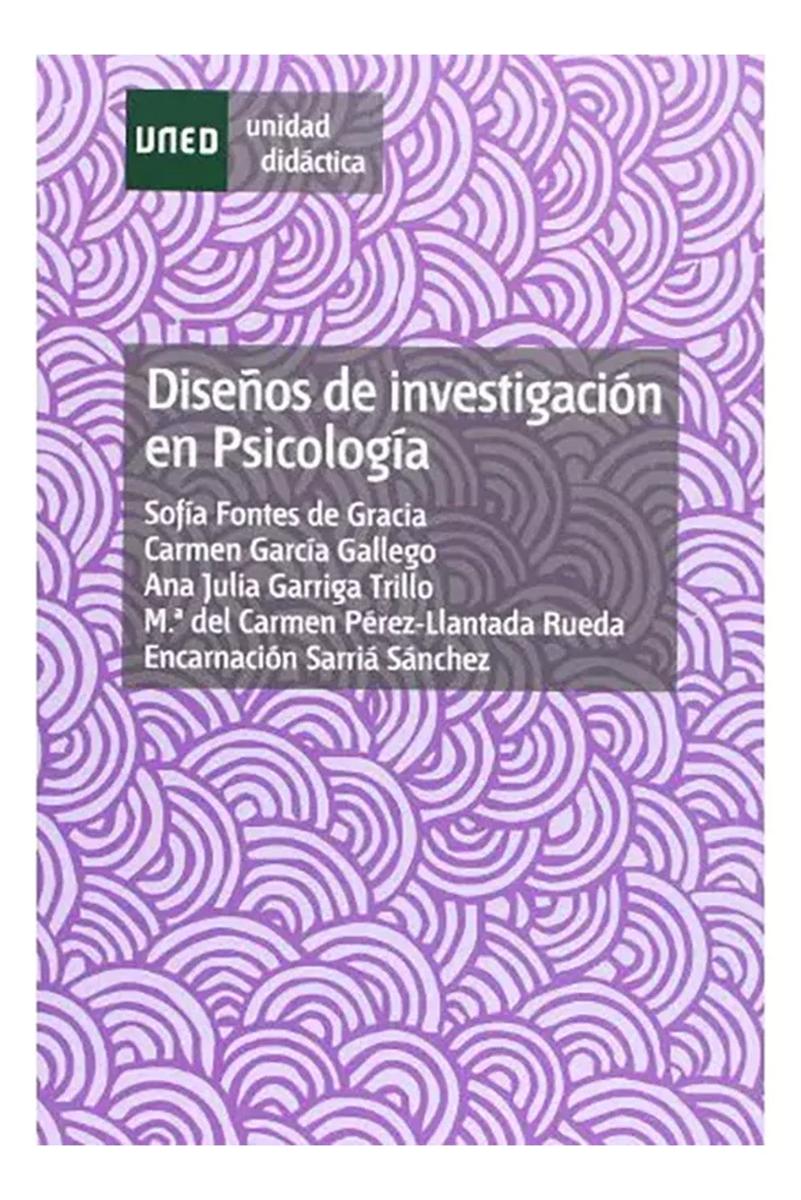 UNED
unidad
didáctica
Diseños de investigación
en Psicología
Sofía Fontes de Gracia
Carmen García Gallego
Ana Julia Garriga Trillo
M.ª del Carmen Pérez-Llantada Rueda
Encarnación Sarriá Sánchez